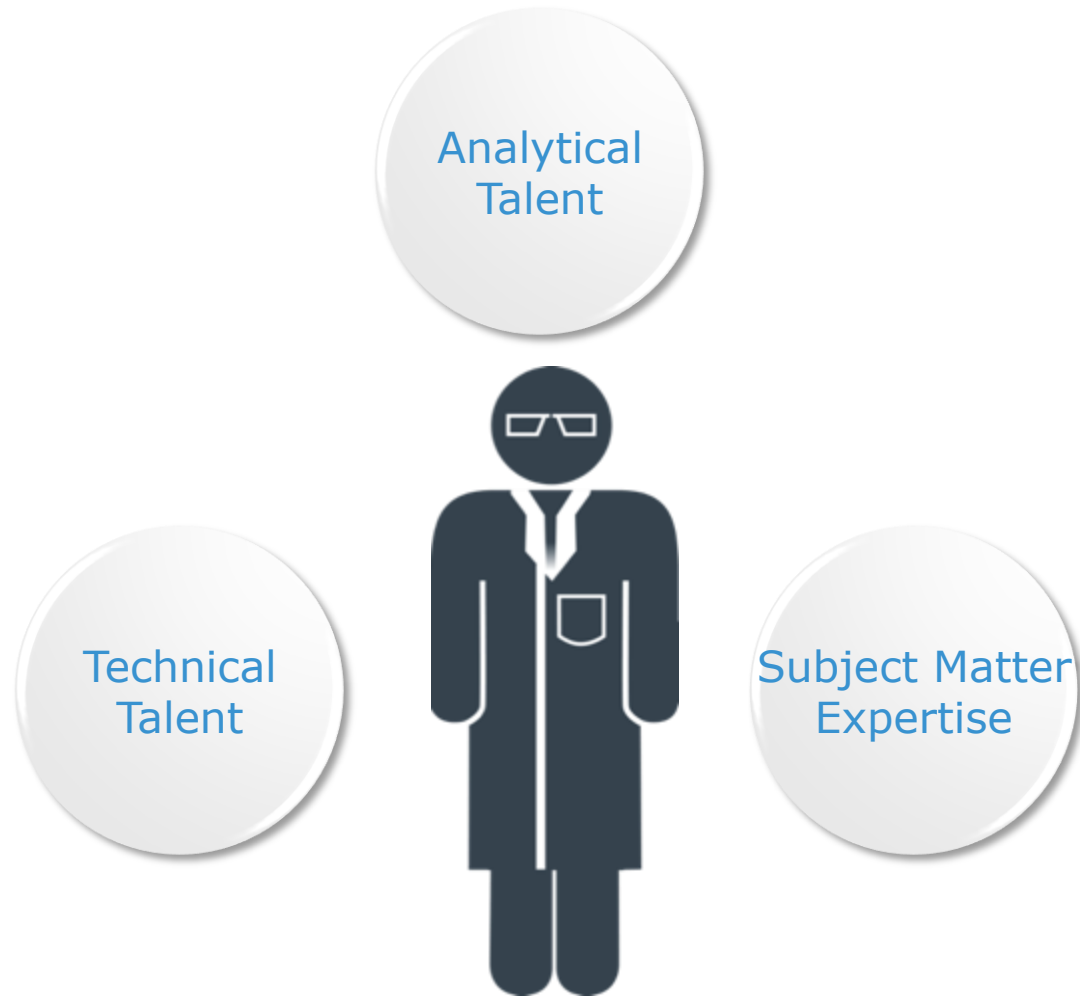 Analytical
Talent
Technical
Talent
Subject Matter
Expertise